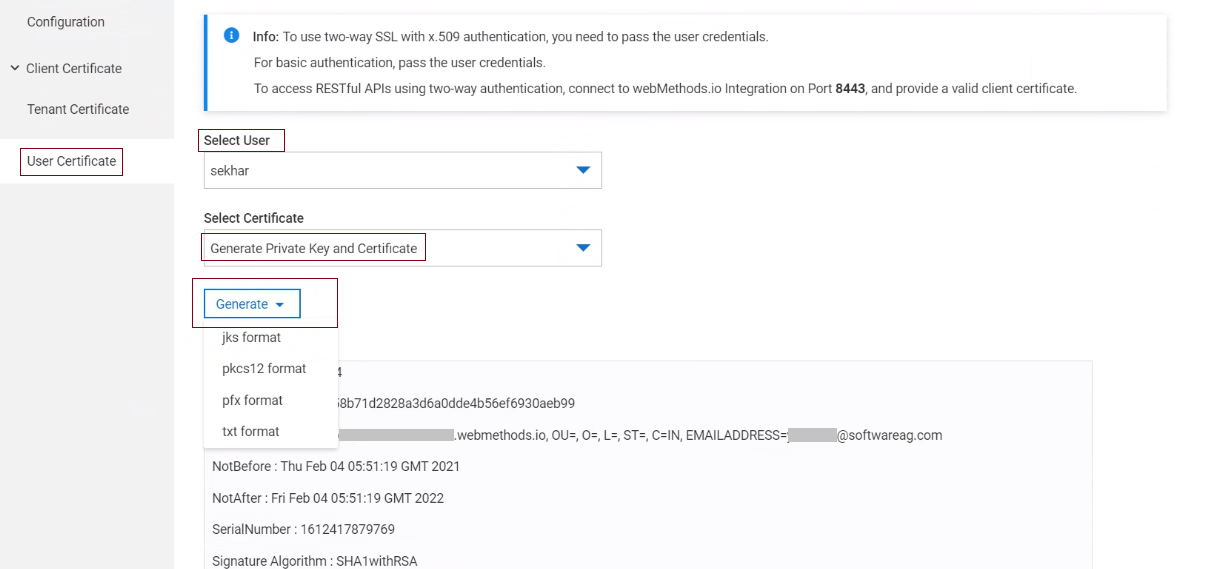 Configuration
Client Certificate
Tenant Certificate
User Certificate
Info: To use two-way SSL with x.509 authentication, you need to pass the user credentials.
For basic authentication, pass the user credentials.
To access RESTful APIs using two-way authentication, connect to webMethods.io Integration on Port 8443, and provide a valid client certificate.
Select User
sekhar
Select Certificate
Generate Private Key and Certificate
Generate
jks format
pkcs12 format
pfx format
txt format
4
58b71d2828a3d6a0dde4b56ef6930aeb99
.webmethods.io, OU=, O=, L=, ST=, C=IN, EMAILADDRESS= @softwareag.com
NotBefore : Thu Feb 04 05:51:19 GMT 2021
NotAfter : Fri Feb 04 05:51:19 GMT 2022
SerialNumber : 1612417879769
Signature Algorithm : SHA1withRSA